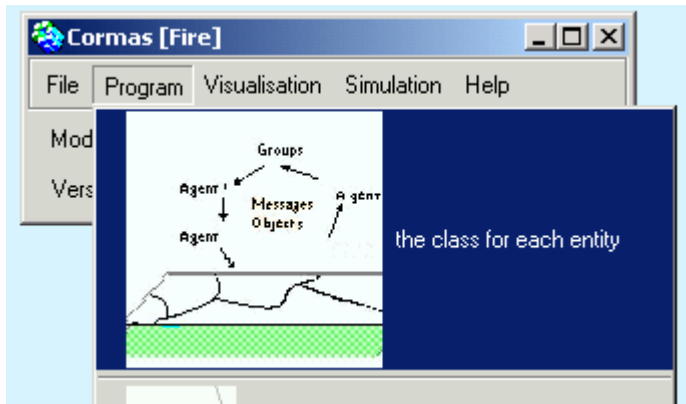 Cormas [Fire]
File Program Visualisation Simulation Help
Mod
Vers
Groups
Agent
Agent
Messages
Objects
Agent
the class for each entity